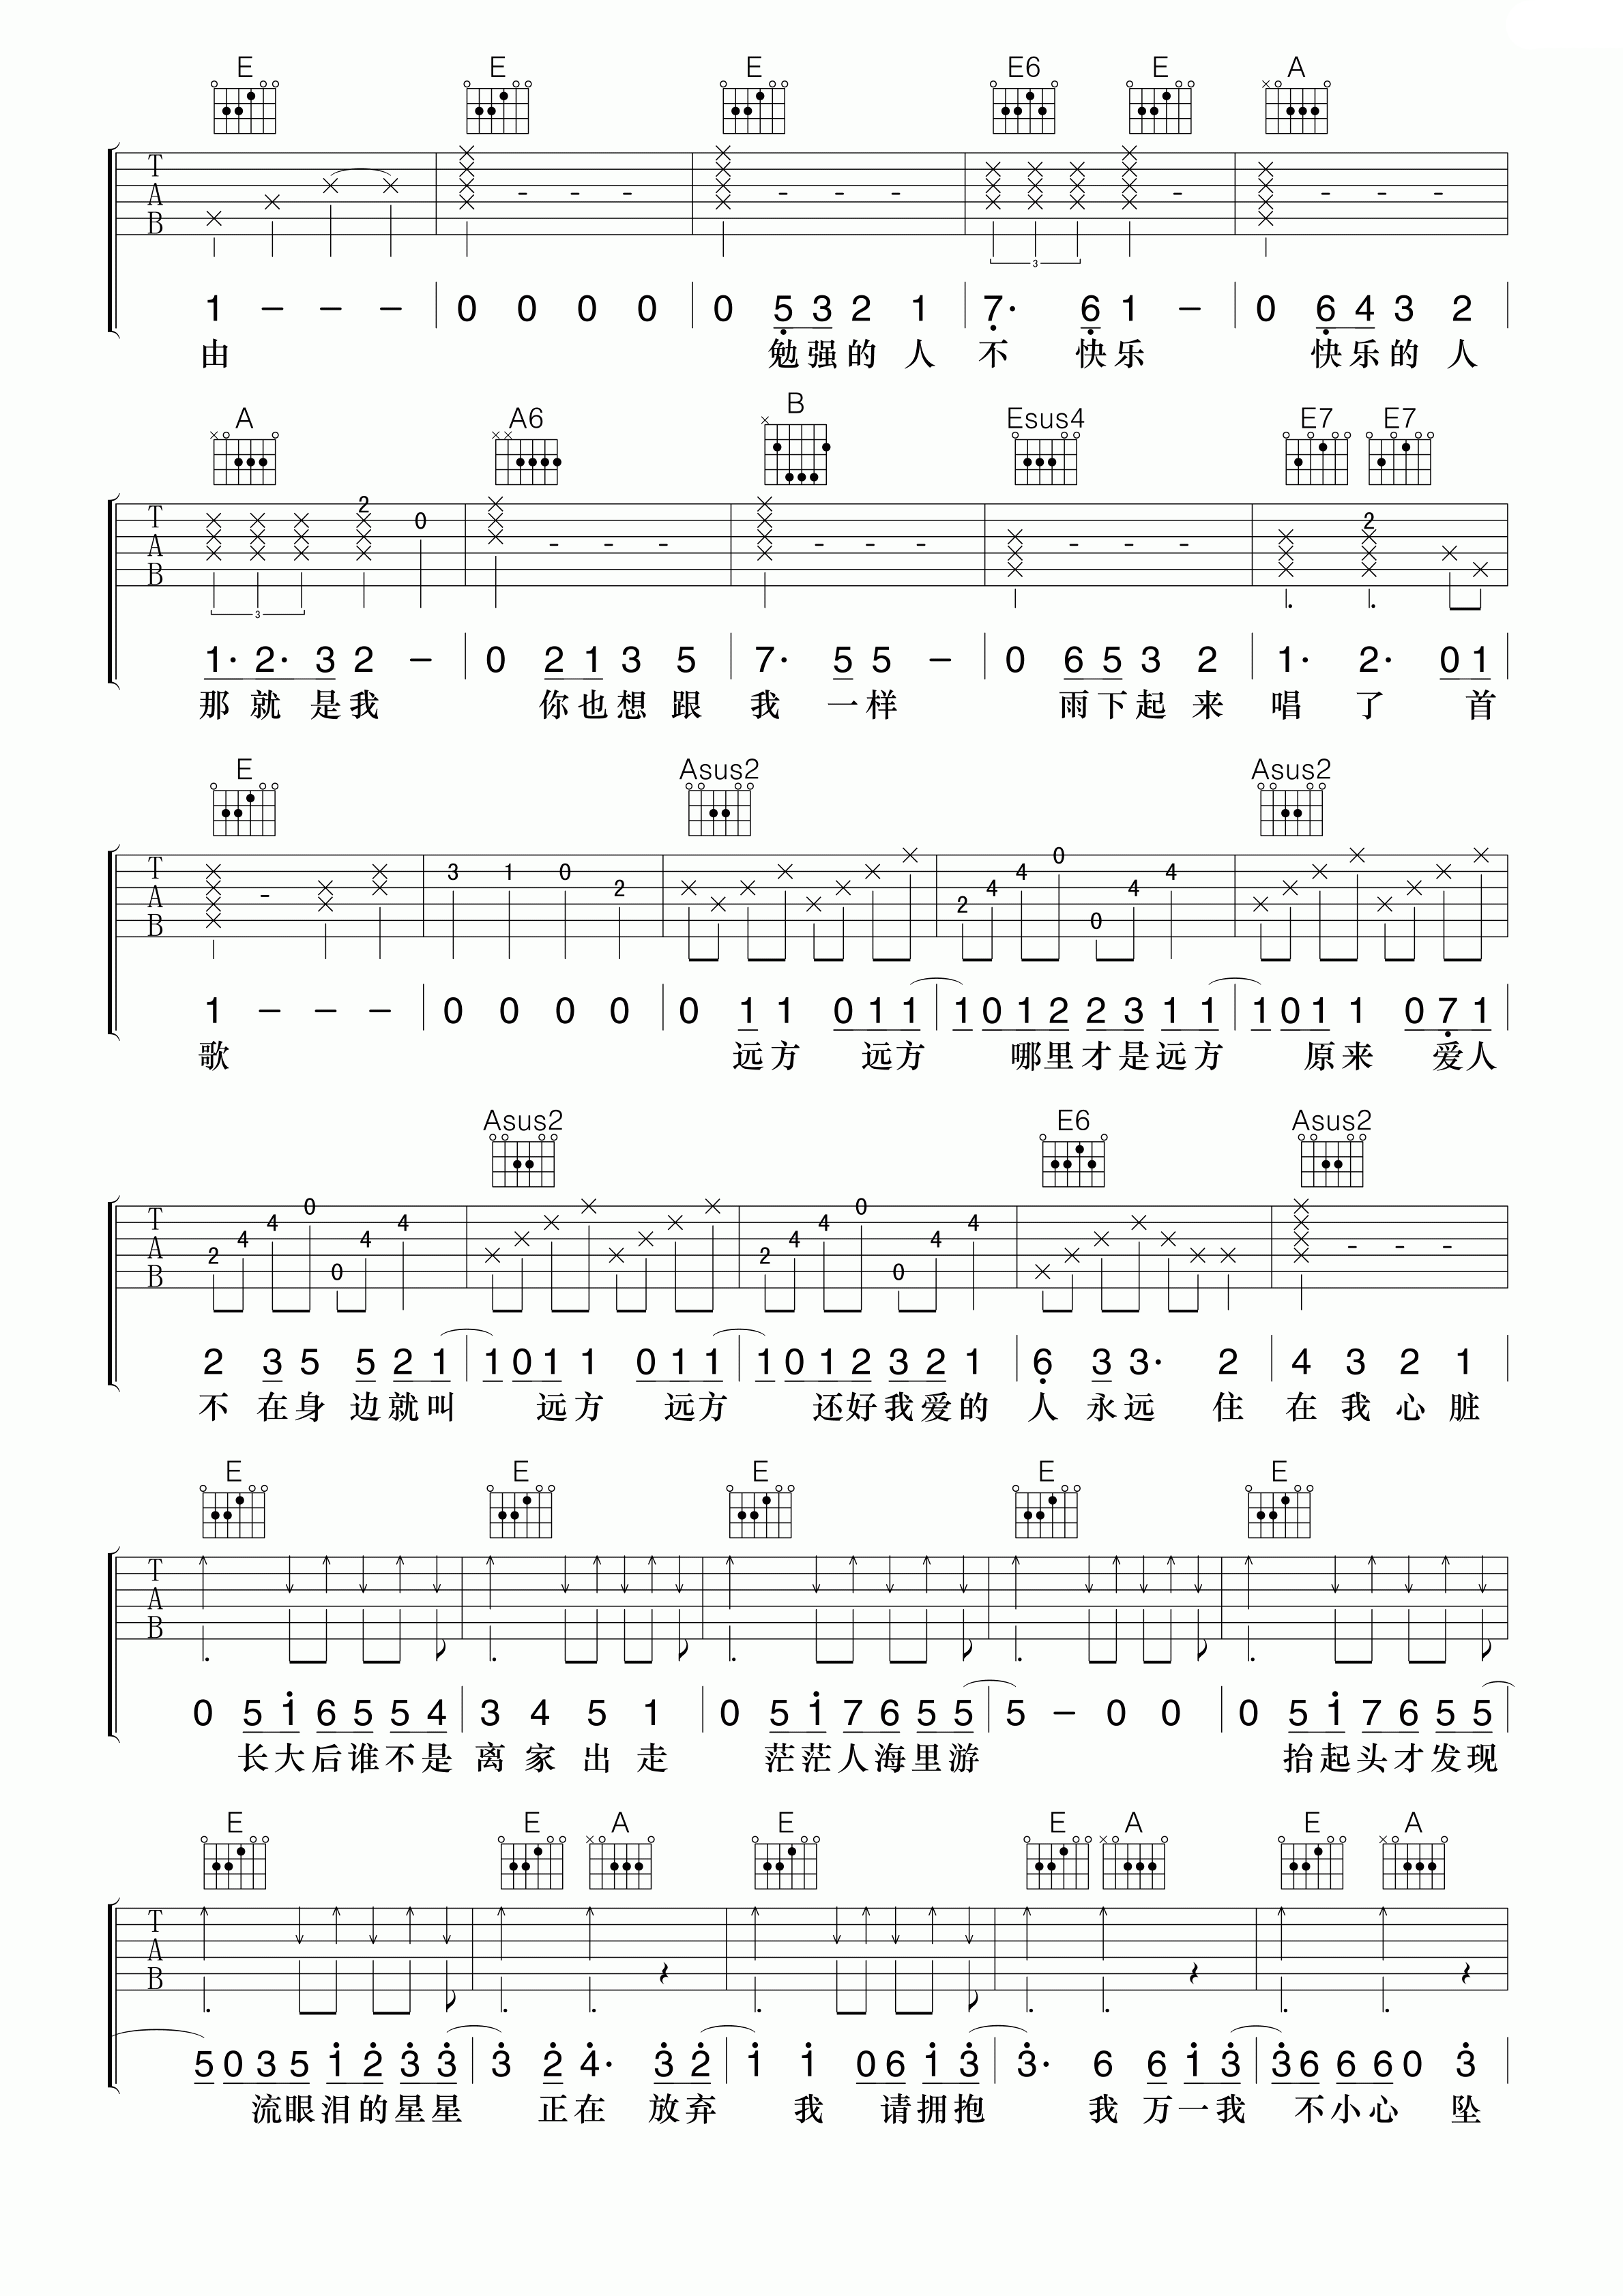 E E E E6 E A
T A B × × × × × - - - × - - - × × × × - × - - -
3
1 - - - 0 0 0 0 0 5 3 2 1 7· 6 1 - 0 6 4 3 2
由 勉强的人 不 快乐 快乐的人
A A6 B Esus4 E7 E7
T A B 2 0 - - - - - - - - - 2
3
1· 2· 3 2 - 0 2 1 3 5 7· 5 5 - 0 6 5 3 2 1· 2· 0 1
那就是我 你也想跟 我 一样 雨下起来 唱 了 首
E Asus2 Asus2
T A B - 3 1 0 2 2 4 4 0 0 4 4
1 - - - 0 0 0 0 0 1 1 0 1 1 1 0 1 2 2 3 1 1 1 0 1 1 0 7 1
歌 远方 远方 哪里才是远方 原来 爱人
Asus2 E6 Asus2
T A B 2 4 4 0 0 4 4 2 4 4 0 0 4 4 - - -
2 3 5 5 2 1 1 0 1 1 0 1 1 1 0 1 2 3 2 1 6 3 3· 2 4 3 2 1
不 在身 边就叫 远方 远方 还好我爱的 人 永远 住 在我心脏
E E E E E
T A B
0 5 1 6 5 5 4 3 4 5 1 0 5 1 7 6 5 5 5 - 0 0 0 5 1 7 6 5 5
长大后谁不是 离家出走 茫茫人海里游 抬起头才发现
E E A E E A E A
T A B
5 0 3 5 1 2 3 3 3 2 4· 3 2 1 1 0 6 1 3 3· 6 6 1 3 3 6 6 6 0 3
流眼泪的星星 正在 放弃 我 请拥抱 我 万一我 不小心 坠